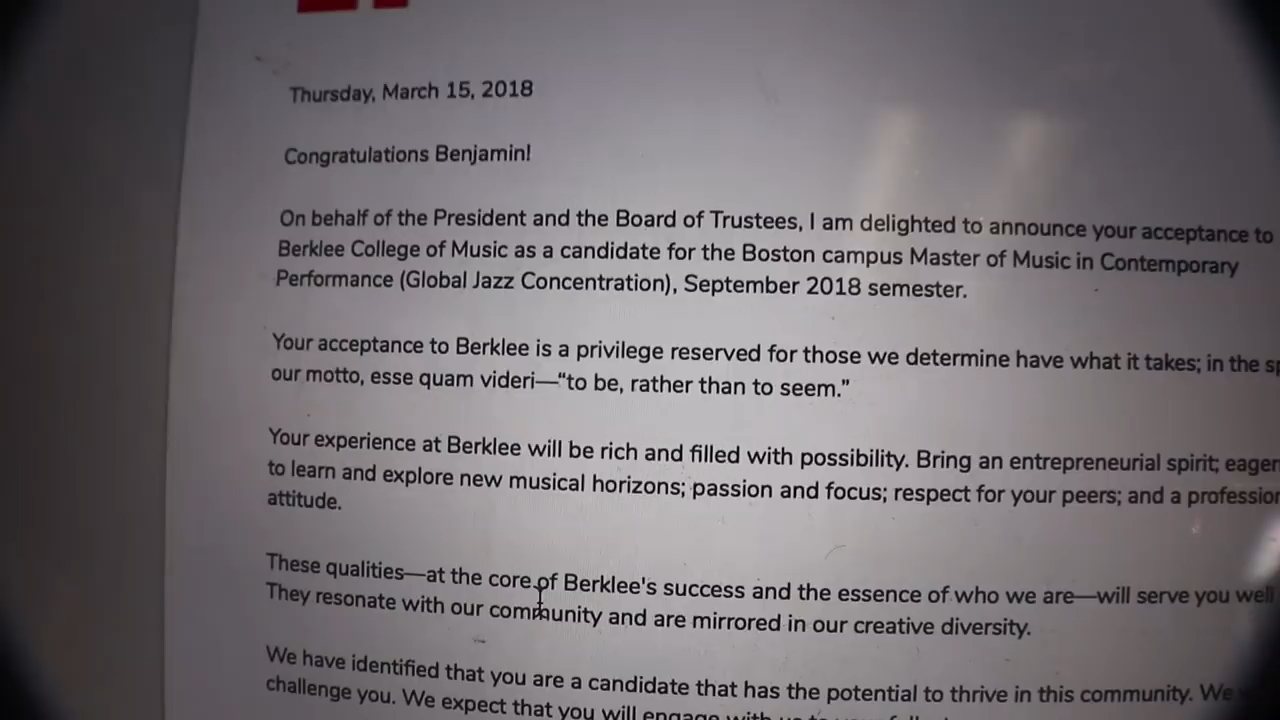 Thursday, March 15, 2018
Congratulations Benjamin!
On behalf of the President and the Board of Trustees, I am delighted to announce your acceptance to
Berklee College of Music as a candidate for the Boston campus Master of Music in Contemporary
Performance (Global Jazz Concentration), September 2018 semester.
Your acceptance to Berklee is a privilege reserved for those we determine have what it takes; in the
our motto, esse quam videri—“to be, rather than to seem.”
Your experience at Berklee will be rich and filled with possibility. Bring an entrepreneurial spirit; eager
to learn and explore new musical horizons; passion and focus; respect for your peers; and a
attitude.
These qualities—at the core of Berklee's success and the essence of who we are—will serve you well.
They resonate with our community and are mirrored in our creative diversity.
We have identified that you are a candidate that has the potential to thrive in this community. We
challenge you. We expect that you will engage with us to